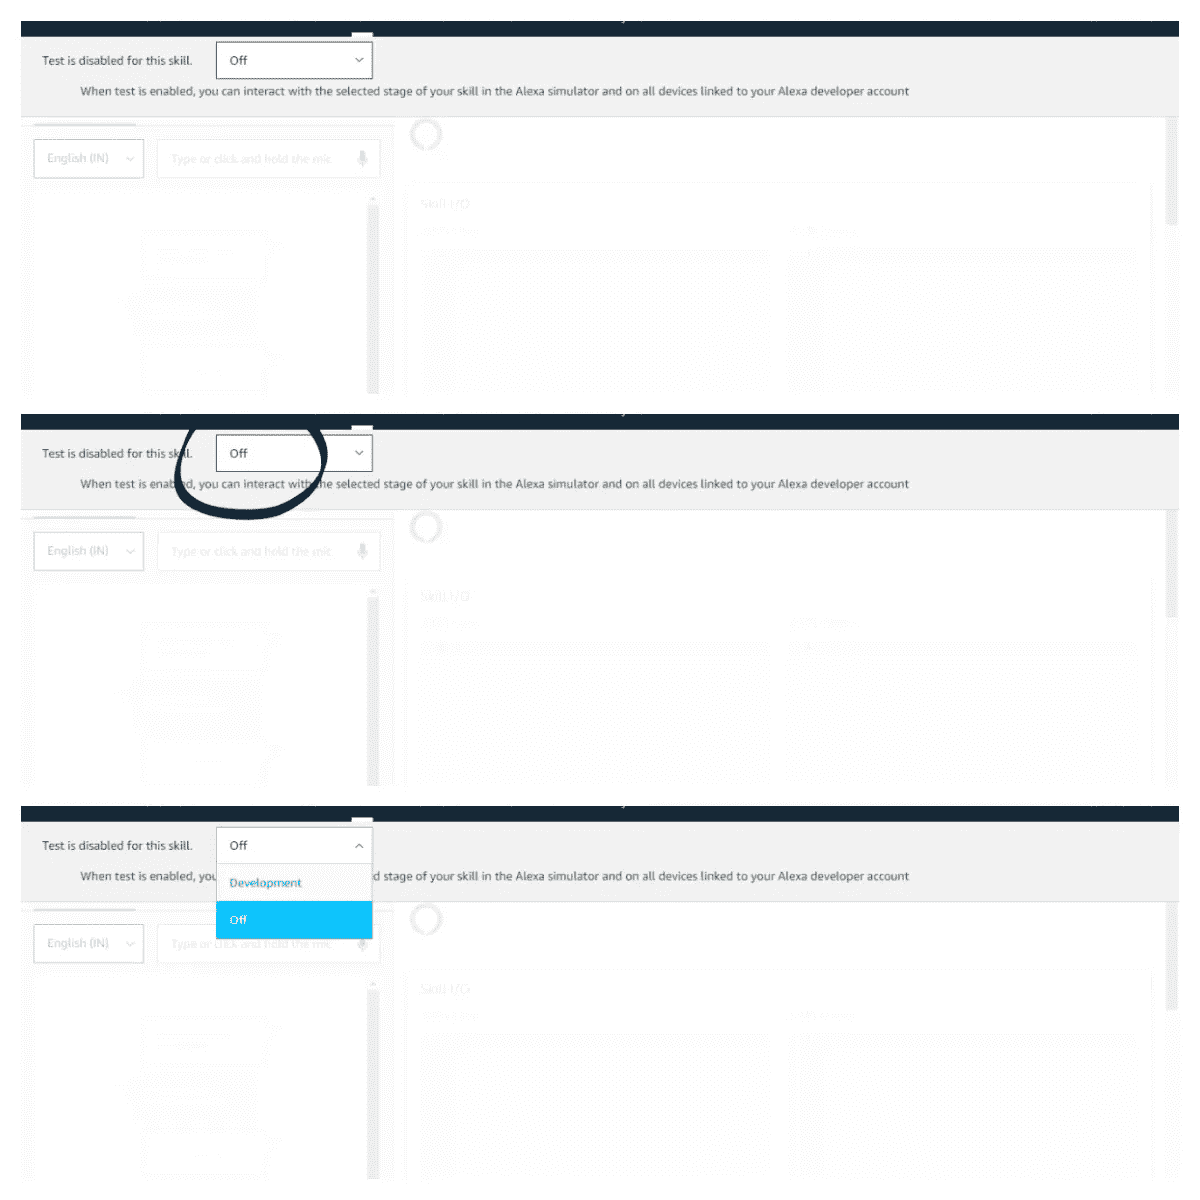 Test is disabled for this skill. Off
When test is enabled, you can interact with the selected stage of your skill in the Alexa simulator and on all devices linked to your Alexa developer account
English (IN) Type or click and hold the mic
Skill I/O
Test is disabled for this skill. Off
When test is enabled, you can interact with the selected stage of your skill in the Alexa simulator and on all devices linked to your Alexa developer account
English (IN) Type or click and hold the mic
Skill I/O
Test is disabled for this skill. Off
When test is enabled, you d stage of your skill in the Alexa simulator and on all devices linked to your Alexa developer account
Development
Off
English (IN) Type or click and hold the mic
Skill I/O